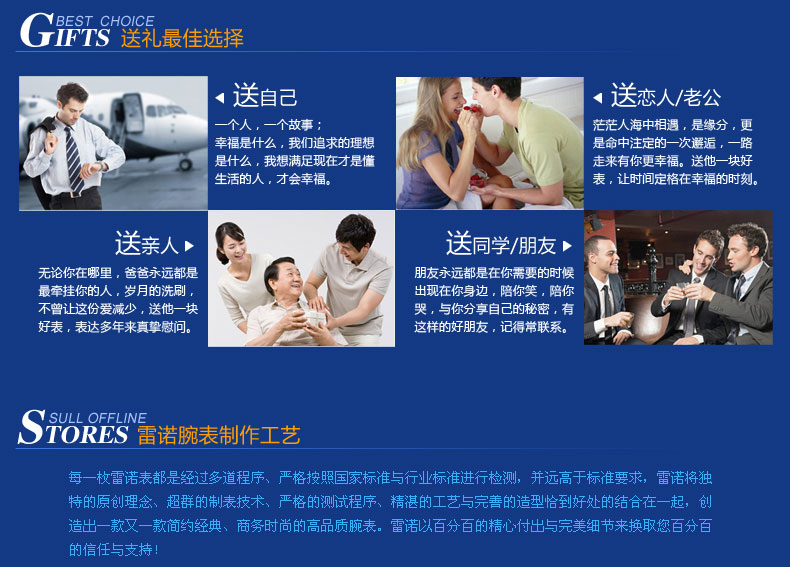 BEST CHOICE
GIFTS 送礼最佳选择
送自己
一个人，一个故事；
幸福是什么，我们追求的理想
是什么，我想满足现在才是懂
生活的人，才会幸福。
送恋人/老公
茫茫人海中相遇，是缘分，更
是命中注定的一次邂逅，一路
走来有你更幸福。送他一块好
表，让时间定格在幸福的时刻。
送亲人
无论你在哪里，爸爸永远都是
最牵挂你的人，岁月的洗刷，
不曾让这份爱减少，送他一块
好表，表达多年来真挚慰问。
送同学/朋友
朋友永远都是在你需要的时候
出现在你身边，陪你笑，陪你
哭，与你分享自己的秘密，有
这样的好朋友，记得常联系。
SULL OFFLINE
STORES 雷诺腕表制作工艺
每一枚雷诺表都是经过多道程序、严格按照国家标准与行业标准进行检测，并远高于标准要求，雷诺将独
特的原创理念、超群的制表技术、严格的测试程序、精湛的工艺与完善的造型恰到好处的结合在一起，创
造出一款又一款简约经典、商务时尚的高品质腕表。雷诺以百分百的精心付出与完美细节来换取您百分百
的信任与支持！